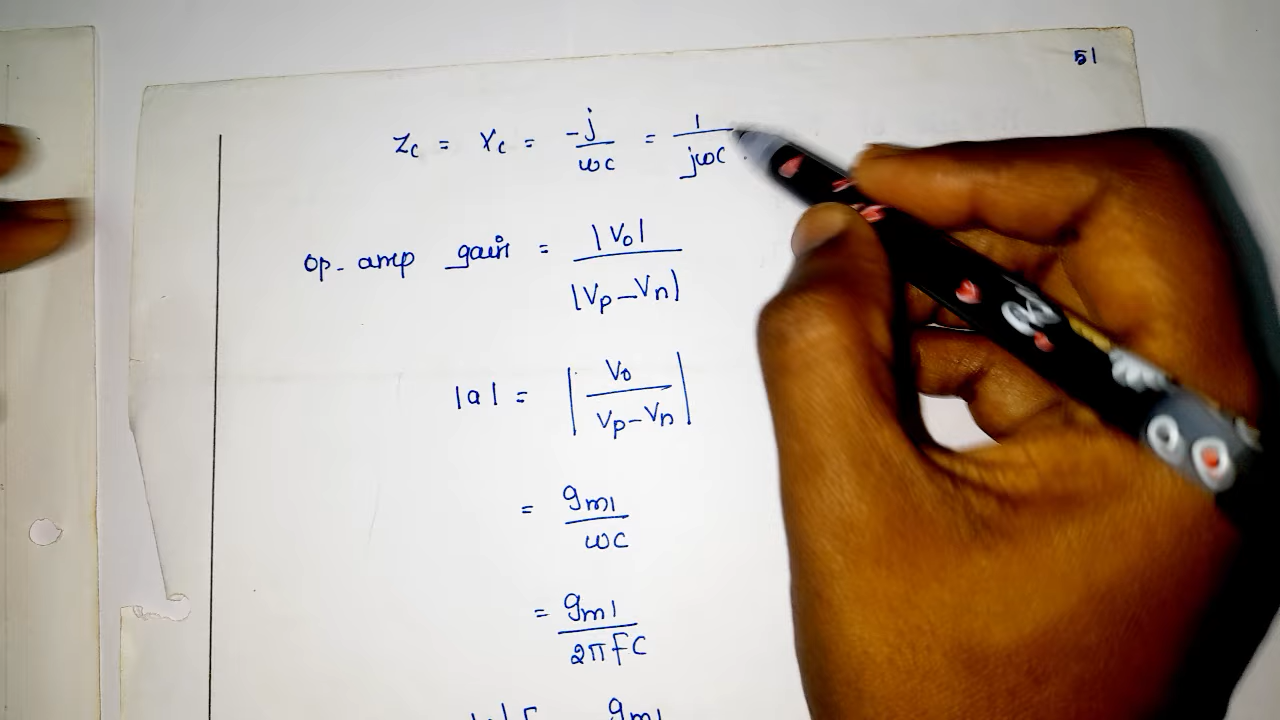 51
Zc = Xc = -j/ωc = 1/jωc
op-amp gain = |Vo|/|Vp-Vn|
|a| = |Vo/Vp-Vn|
= gm1/ωc
= gm1/2πFC
gm1